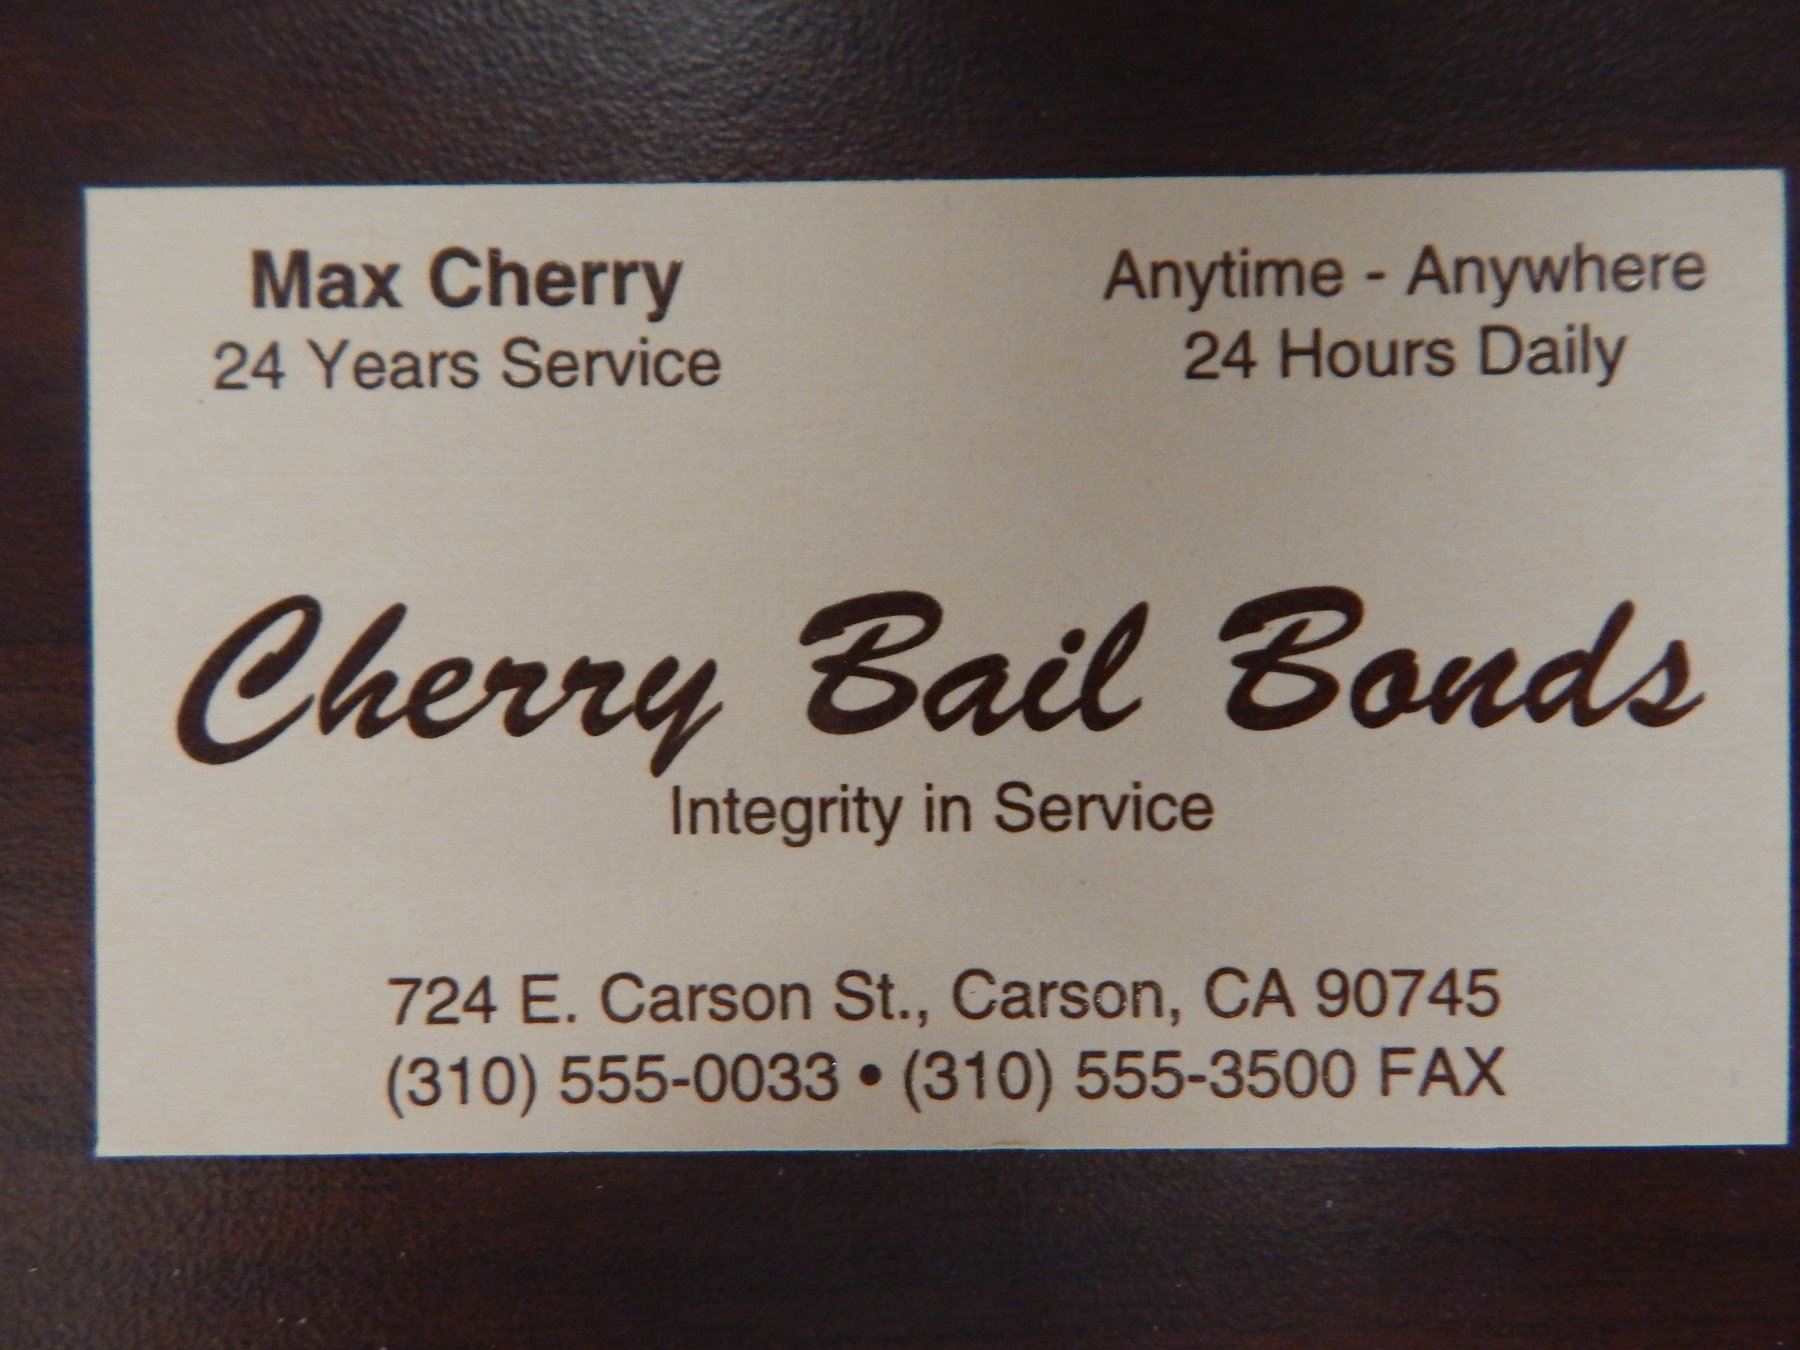 Max Cherry
24 Years Service
Anytime - Anywhere
24 Hours Daily
Cherry Bail Bonds
Integrity in Service
724 E. Carson St., Carson, CA 90745
(310) 555-0033 • (310) 555-3500 FAX